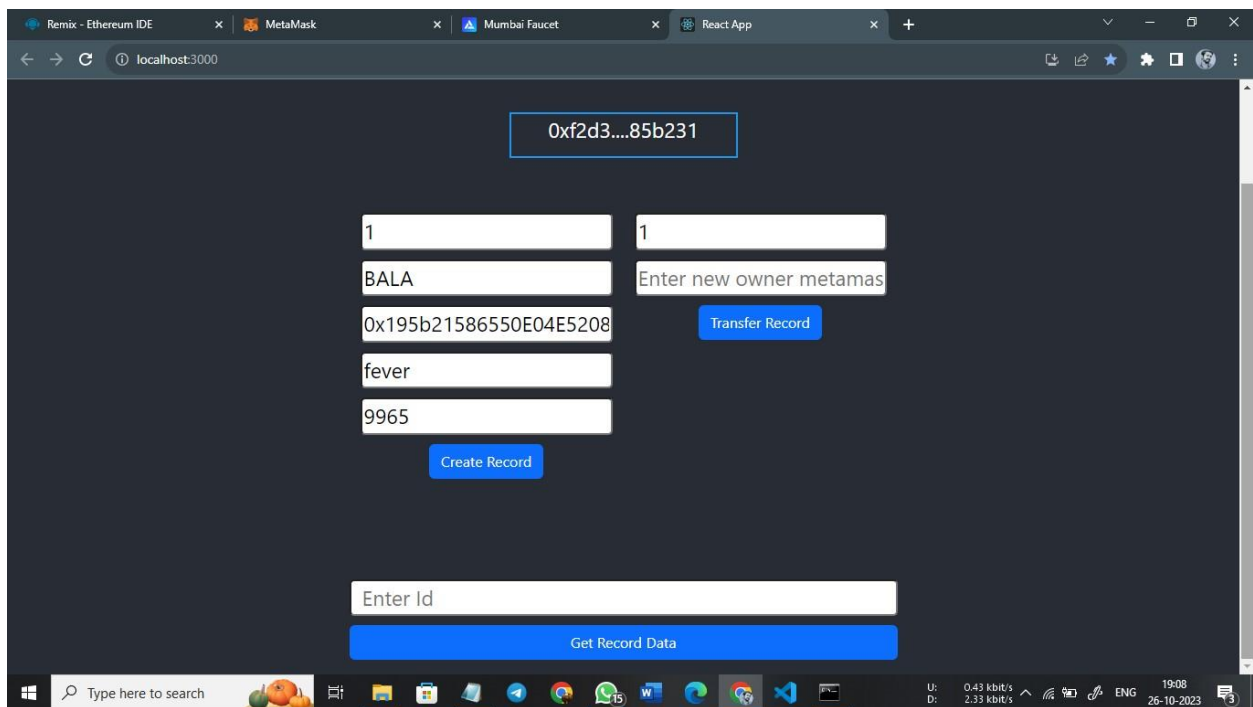 Remix - Ethereum IDE
MetaMask
Mumbai Faucet
React App
localhost:3000
0xf2d3....85b231
1
BALA
0x195b21586550E04E5208
fever
9965
Create Record
1
Enter new owner metamas
Transfer Record
Enter Id
Get Record Data
Type here to search
15
U: 0.43 kbit/s
D: 2.33 kbit/s
ENG
19:08
26-10-2023
3